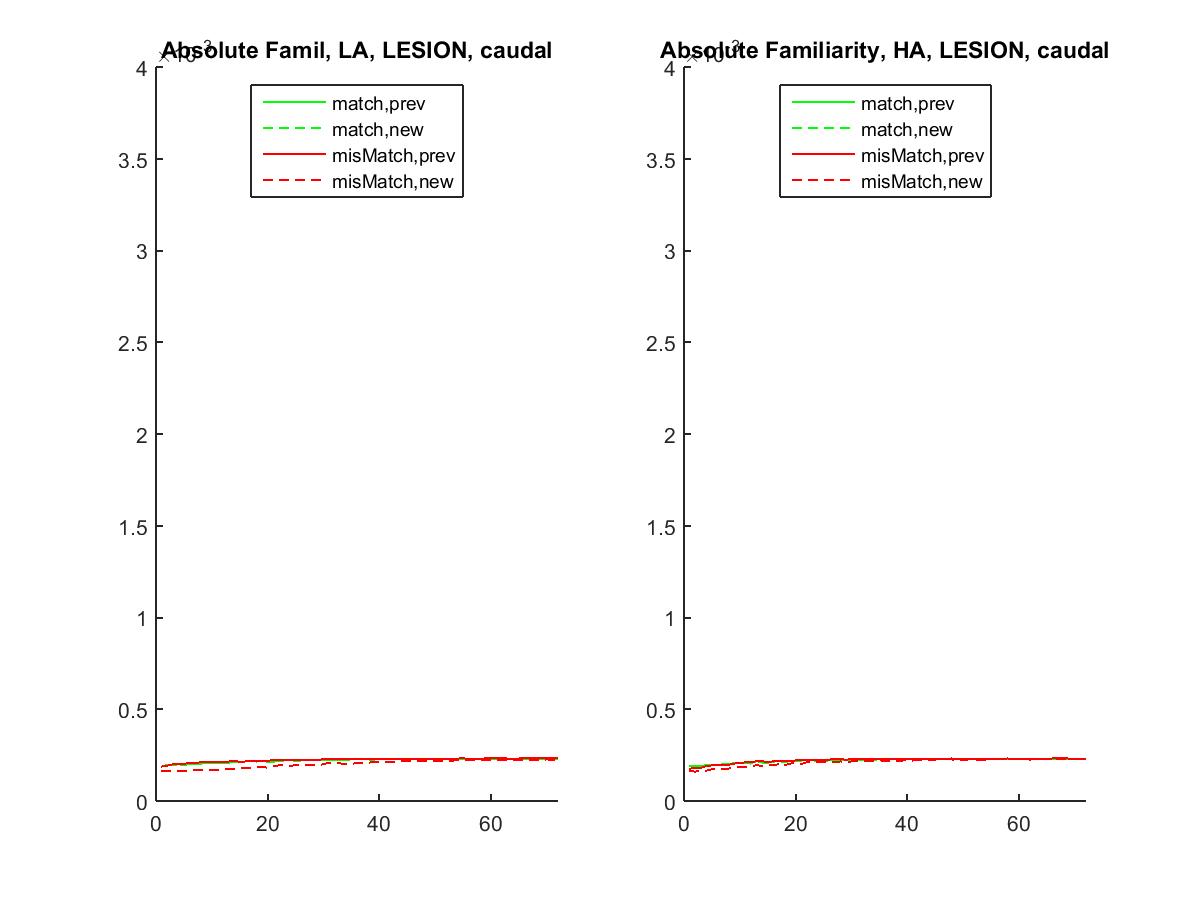 Absolute Famil, LA, LESION, caudal
4
3.5
3
2.5
2
1.5
1
0.5
0
0
20
40
60
match,prev
match,new
misMatch,prev
misMatch,new
Absolute Familiarity, HA, LESION, caudal
4
3.5
3
2.5
2
1.5
1
0.5
0
0
20
40
60
match,prev
match,new
misMatch,prev
misMatch,new